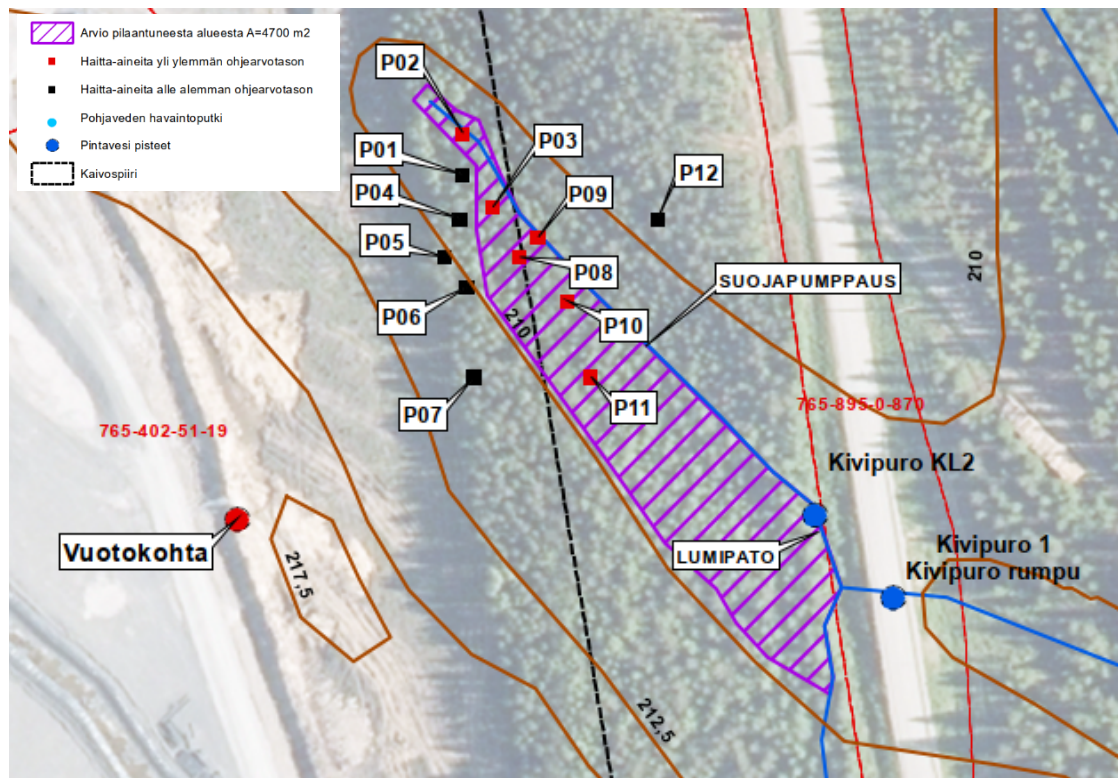 Arvio pilaantuneesta alueesta A=4700 m2
Haitta-aineita yli ylemmän ohjearvotason
Haitta-aineita alle alemman ohjearvotason
Pohjaveden havaintoputki
Pintavesi pisteet
Kaivospiiri
P02
P01
P03
P04
P09
P12
P05
P08
P06
P10
P07
P11
210
210
SUOJAPUMPPAUS
765-895-0-870
765-402-51-19
Kivipuro KL2
Vuotokohta
217,5
LUMIPATO
Kivipuro 1
Kivipuro rumpu
212,5